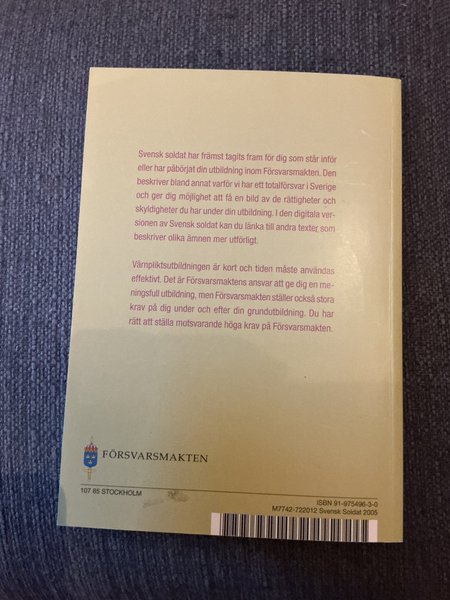 Svensk soldat har främst tagits fram för dig som står inför
eller har påbörjat din utbildning inom Försvarsmakten. Den
beskriver bland annat varför vi har ett totalförsvar i Sverige
och ger dig möjlighet att få en bild av de rättigheter och
skyldigheter du har under din utbildning. I den digitala ver-
sionen av Svensk soldat kan du länka till andra texter, som
beskriver olika ämnen mer utförligt.
Värnpliktsutbildningen är kort och tiden måste användas
effektivt. Det är Försvarsmaktens ansvar att ge dig en me-
ningsfull utbildning, men Försvarsmakten ställer också stora
krav på dig under och efter din grundutbildning. Du har
rätt att ställa motsvarande höga krav på Försvarsmakten.
FÖRSVARSMAKTEN
107 85 STOCKHOLM
ISBN 91-975496-3-0
M7742-722012 Svensk Soldat 2005